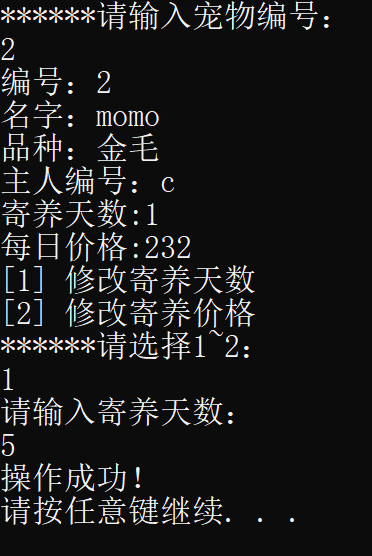 ******请输入宠物编号：
2
编号：2
名字：momo
品种：金毛
主人编号：c
寄养天数:1
每日价格:232
[1] 修改寄养天数
[2] 修改寄养价格
******请选择1~2：
1
请输入寄养天数：
5
操作成功！
请按任意键继续. . .